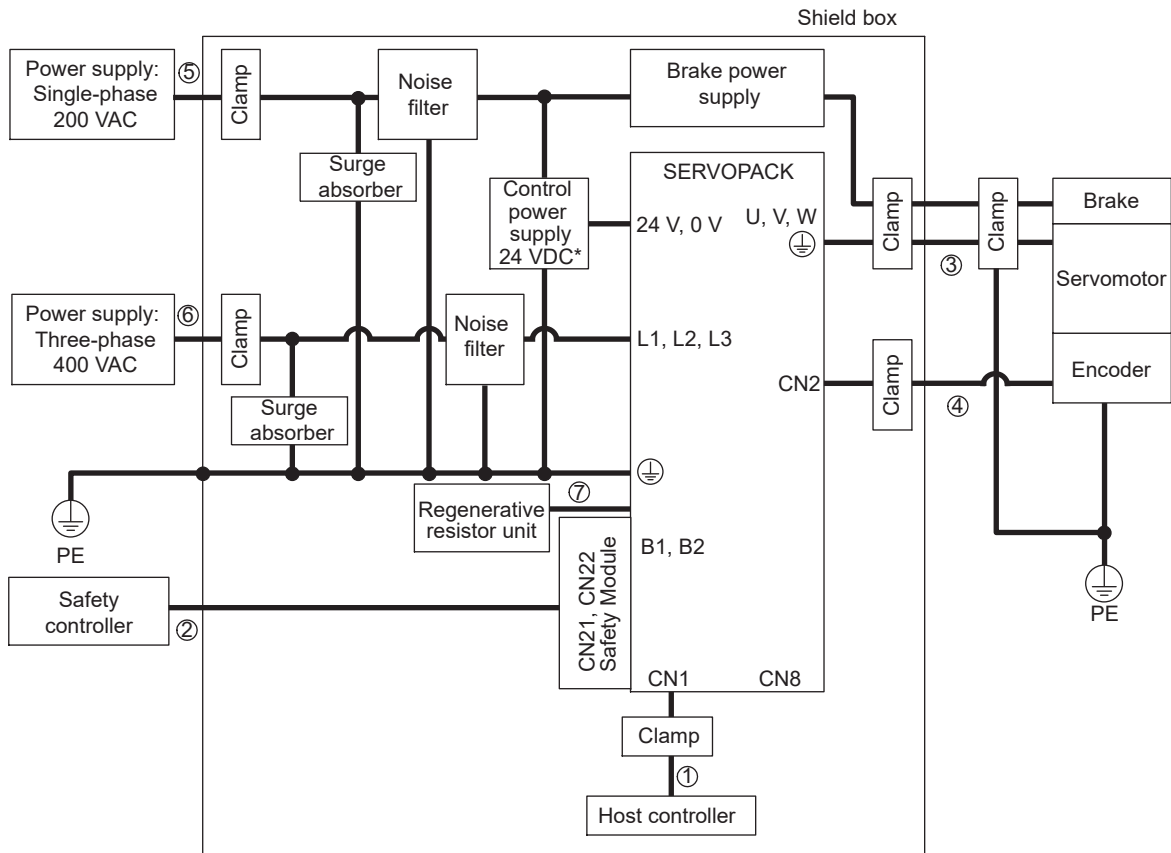 Shield box
Power supply:
Single-phase
200 VAC
⑤
Clamp
Noise
filter
Brake power
supply
Surge
absorber
Control
power
supply
24 VDC*
SERVOPACK
24 V, 0 V
U, V, W
Clamp
Clamp
③
Brake
Servomotor
Encoder
Power supply:
Three-phase
400 VAC
⑥
Clamp
Noise
filter
L1, L2, L3
CN2
Clamp
④
Surge
absorber
PE
Regenerative
resistor unit
⑦
B1, B2
PE
Safety
controller
②
CN21, CN22
Safety Module
CN1
CN8
Clamp
①
Host controller